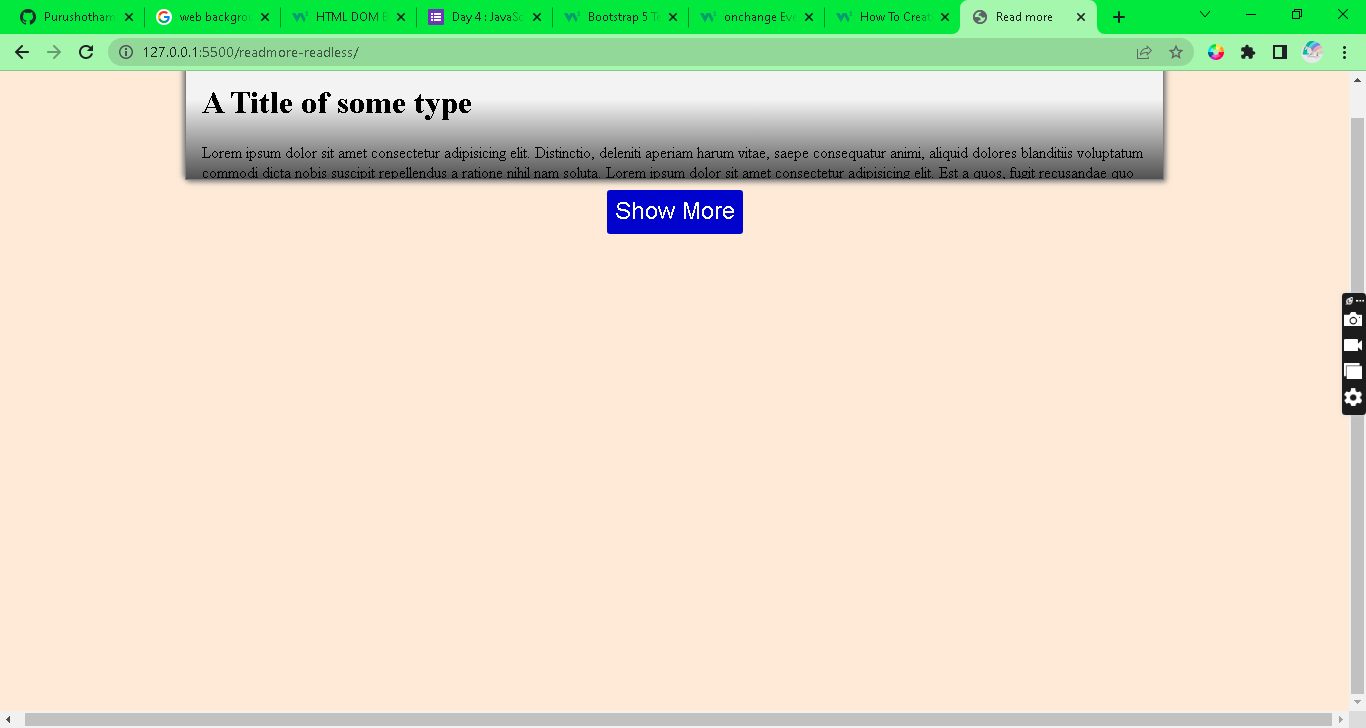 Purushotham
web backgrou
HTML DOM E
Day 4 : JavaSc
Bootstrap 5 T
onchange Eve
How To Creat
Read more
127.0.0.1:5500/readmore-readless/
A Title of some type
Lorem ipsum dolor sit amet consectetur adipisicing elit. Distinctio, deleniti aperiam harum vitae, saepe consequatur animi, aliquid dolores blanditiis voluptatum
commodi dicta nobis suscipit repellendus a ratione nihil nam soluta. Lorem ipsum dolor sit amet consectetur adipisicing elit. Est a quos, fugit recusandae quo
Show More